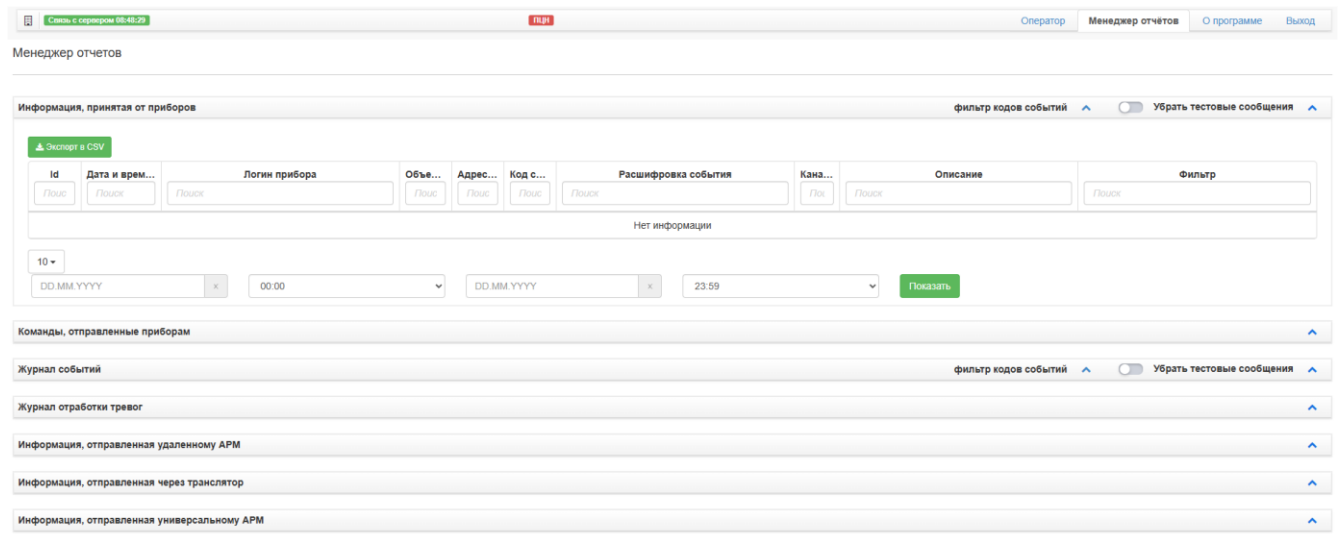 Связь с сервером 08:48:29 ПЦН Оператор Менеджер отчётов О программе Выход
Менеджер отчетов
Информация, принятая от приборов фильтр кодов событий Убрать тестовые сообщения
Экспорт в CSV
Id Дата и врем... Логин прибора Объе... Адрес... Код с... Расшифровка события Кана... Описание Фильтр
Поис Поиск Поиск Поис Поис Поис Поиск Пои Поиск Поиск
Нет информации
10
DD.MM.YYYY x 00:00 DD.MM.YYYY x 23:59 Показать
Команды, отправленные приборам
Журнал событий фильтр кодов событий Убрать тестовые сообщения
Журнал отработки тревог
Информация, отправленная удаленному АРМ
Информация, отправленная через транслятор
Информация, отправленная универсальному АРМ